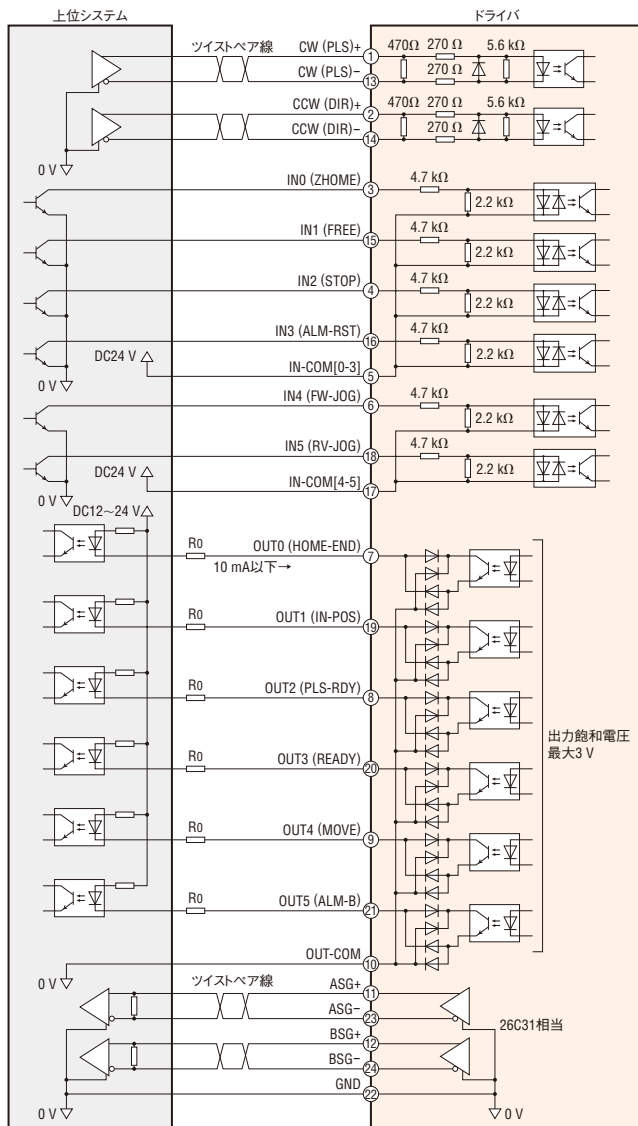 上位システム
ドライバ
ツイストペア線
CW (PLS)+
1
470Ω
270 Ω
5.6 kΩ
CW (PLS)−
13
270 Ω
CCW (DIR)+
2
470Ω
270 Ω
5.6 kΩ
CCW (DIR)−
14
270 Ω
0 V
IN0 (ZHOME)
3
4.7 kΩ
2.2 kΩ
IN1 (FREE)
15
4.7 kΩ
2.2 kΩ
IN2 (STOP)
4
4.7 kΩ
2.2 kΩ
IN3 (ALM-RST)
16
4.7 kΩ
2.2 kΩ
DC24 V
IN-COM[0-3]
5
0 V
IN4 (FW-JOG)
6
4.7 kΩ
2.2 kΩ
IN5 (RV-JOG)
18
4.7 kΩ
2.2 kΩ
DC24 V
IN-COM[4-5]
17
0 V
DC12~24 V
R0
OUT0 (HOME-END)
7
10 mA以下→
R0
OUT1 (IN-POS)
19
R0
OUT2 (PLS-RDY)
8
出力飽和電圧
最大3 V
R0
OUT3 (READY)
20
R0
OUT4 (MOVE)
9
R0
OUT5 (ALM-B)
21
OUT-COM
10
0 V
ツイストペア線
ASG+
11
ASG−
23
26C31相当
BSG+
12
BSG−
24
GND
22
0 V
0 V